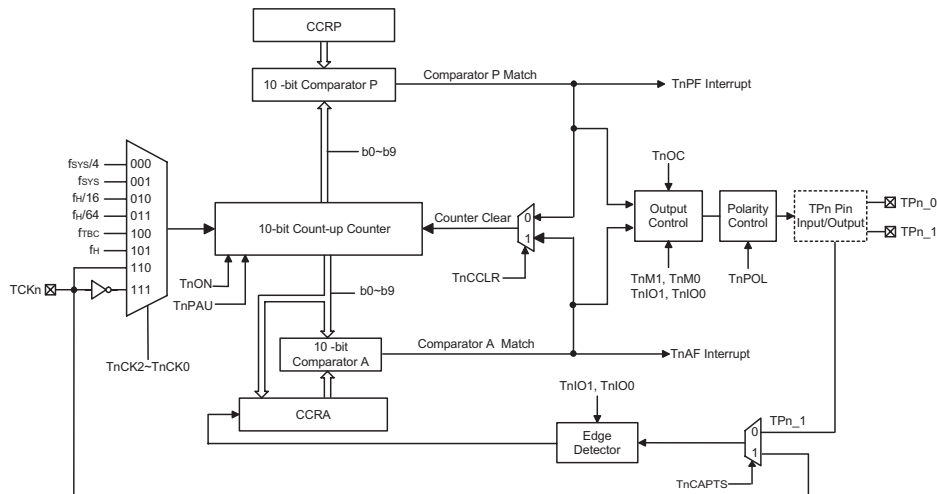 CCRP
10 -bit Comparator P
Comparator P Match
TnPF Interrupt
b0~b9
fSYS/4
000
fSYS
001
fH/16
010
fH/64
011
fTBC
100
fH
101
110
111
TCKn
TnCK2~TnCK0
10-bit Count-up Counter
TnON
TnPAU
Counter Clear
0
1
TnCCLR
TnOC
Output
Control
TnM1, TnM0
TnIO1, TnIO0
Polarity
Control
TnPOL
TPn Pin
Input/Output
TPn_0
TPn_1
b0~b9
10 -bit
Comparator A
Comparator A Match
TnAF Interrupt
CCRA
TnIO1, TnIO0
Edge
Detector
TPn_1
0
1
TnCAPTS